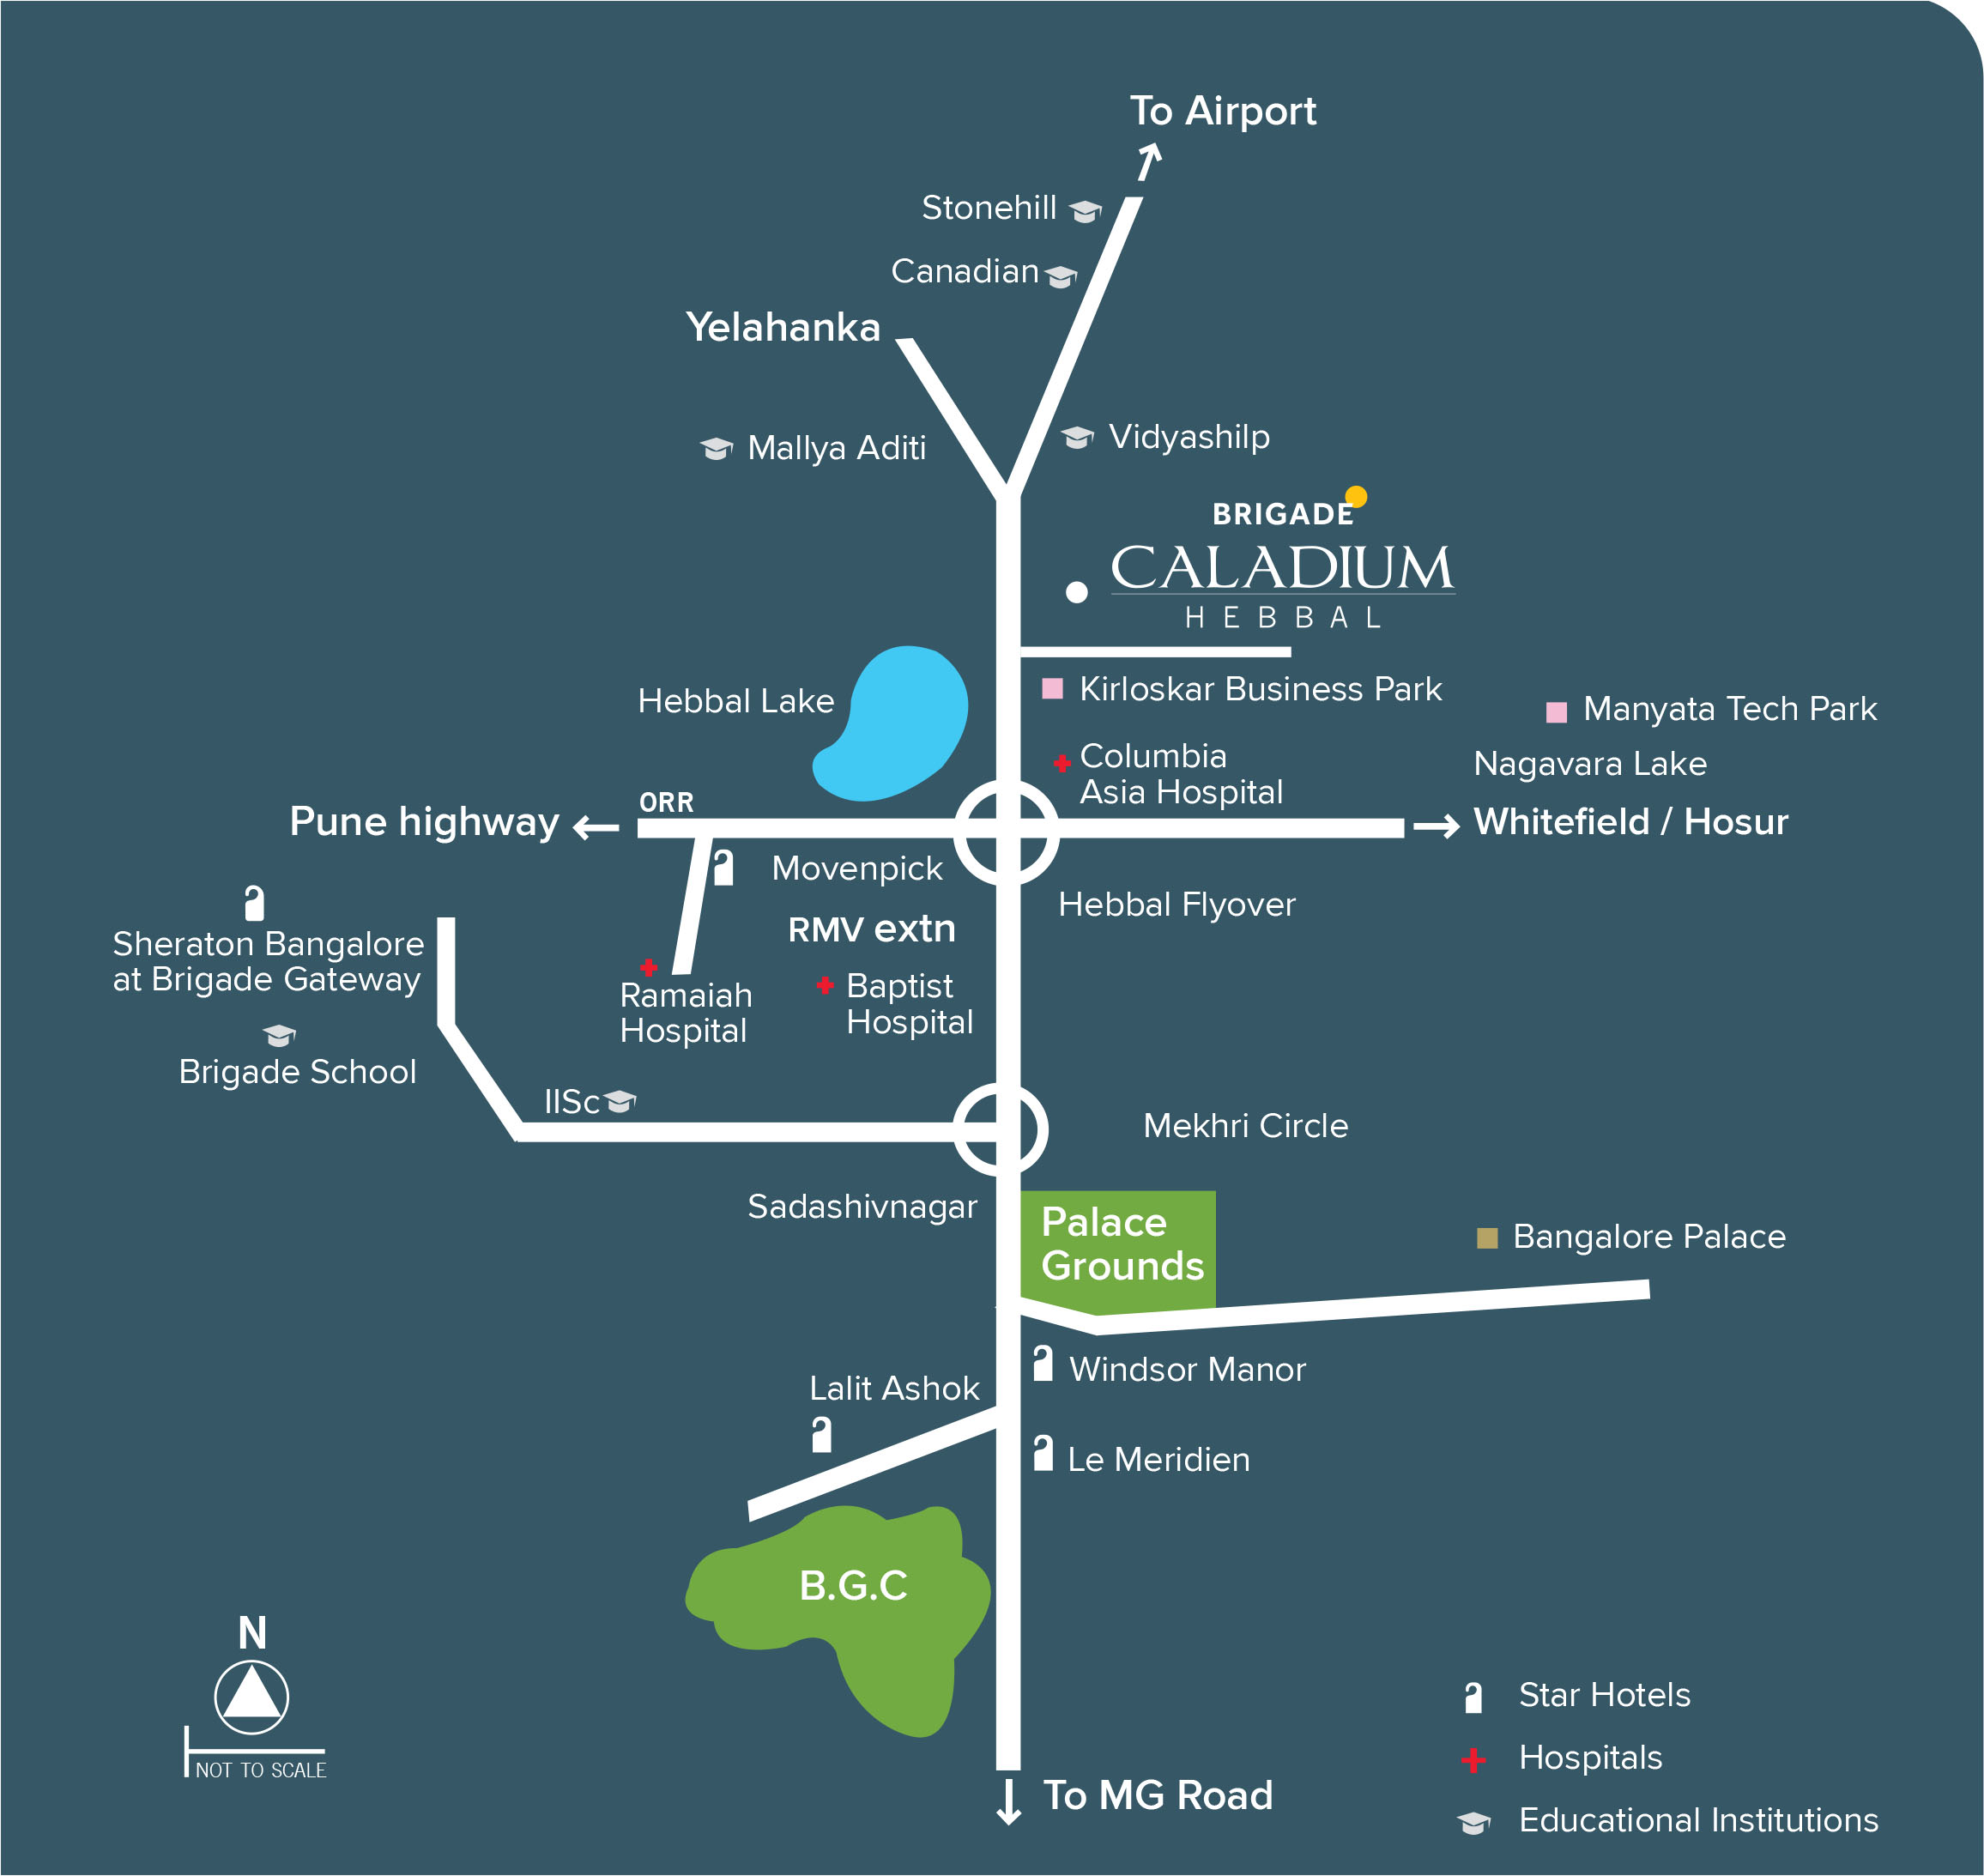 To Airport
Stonehill
Canadian
Yelahanka
Mallya Aditi
Vidyashilp
BRIGADE
CALADIUM
HEBBAL
Hebbal Lake
Kirloskar Business Park
Manyata Tech Park
Columbia
Asia Hospital
Nagavara Lake
ORR
Pune highway
Whitefield / Hosur
Movenpick
Hebbal Flyover
RMV extn
Sheraton Bangalore
at Brigade Gateway
Ramaiah
Hospital
Baptist
Hospital
Brigade School
IISc
Mekhri Circle
Sadashivnagar
Palace
Grounds
Bangalore Palace
Windsor Manor
Lalit Ashok
Le Meridien
B.G.C
N
NOT TO SCALE
To MG Road
Star Hotels
Hospitals
Educational Institutions